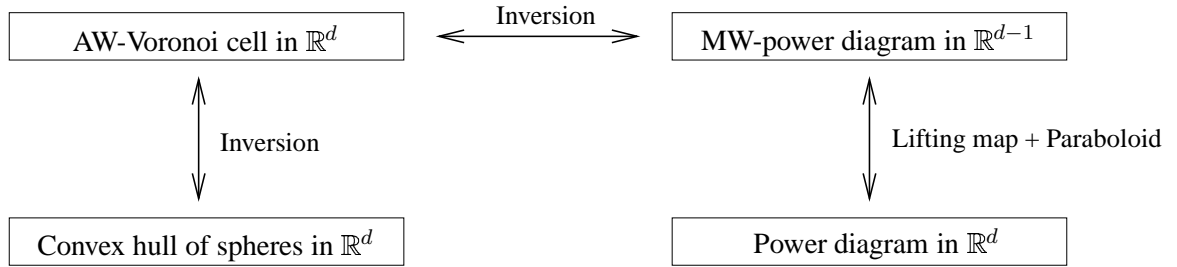 Inversion
AW-Voronoi cell in ℝ^d
MW-power diagram in ℝ^{d−1}
Inversion
Lifting map + Paraboloid
Convex hull of spheres in ℝ^d
Power diagram in ℝ^d